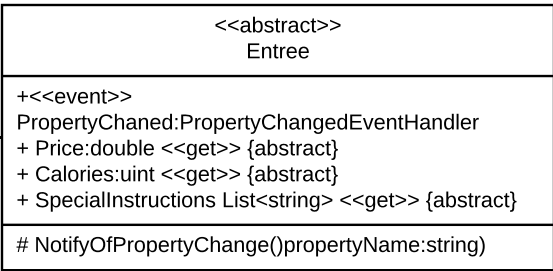 <<abstract>>
Entree
+<<event>>
PropertyChaned:PropertyChangedEventHandler
+ Price:double <<get>> {abstract}
+ Calories:uint <<get>> {abstract}
+ SpecialInstructions List<string> <<get>> {abstract}
# NotifyOfPropertyChange()propertyName:string)